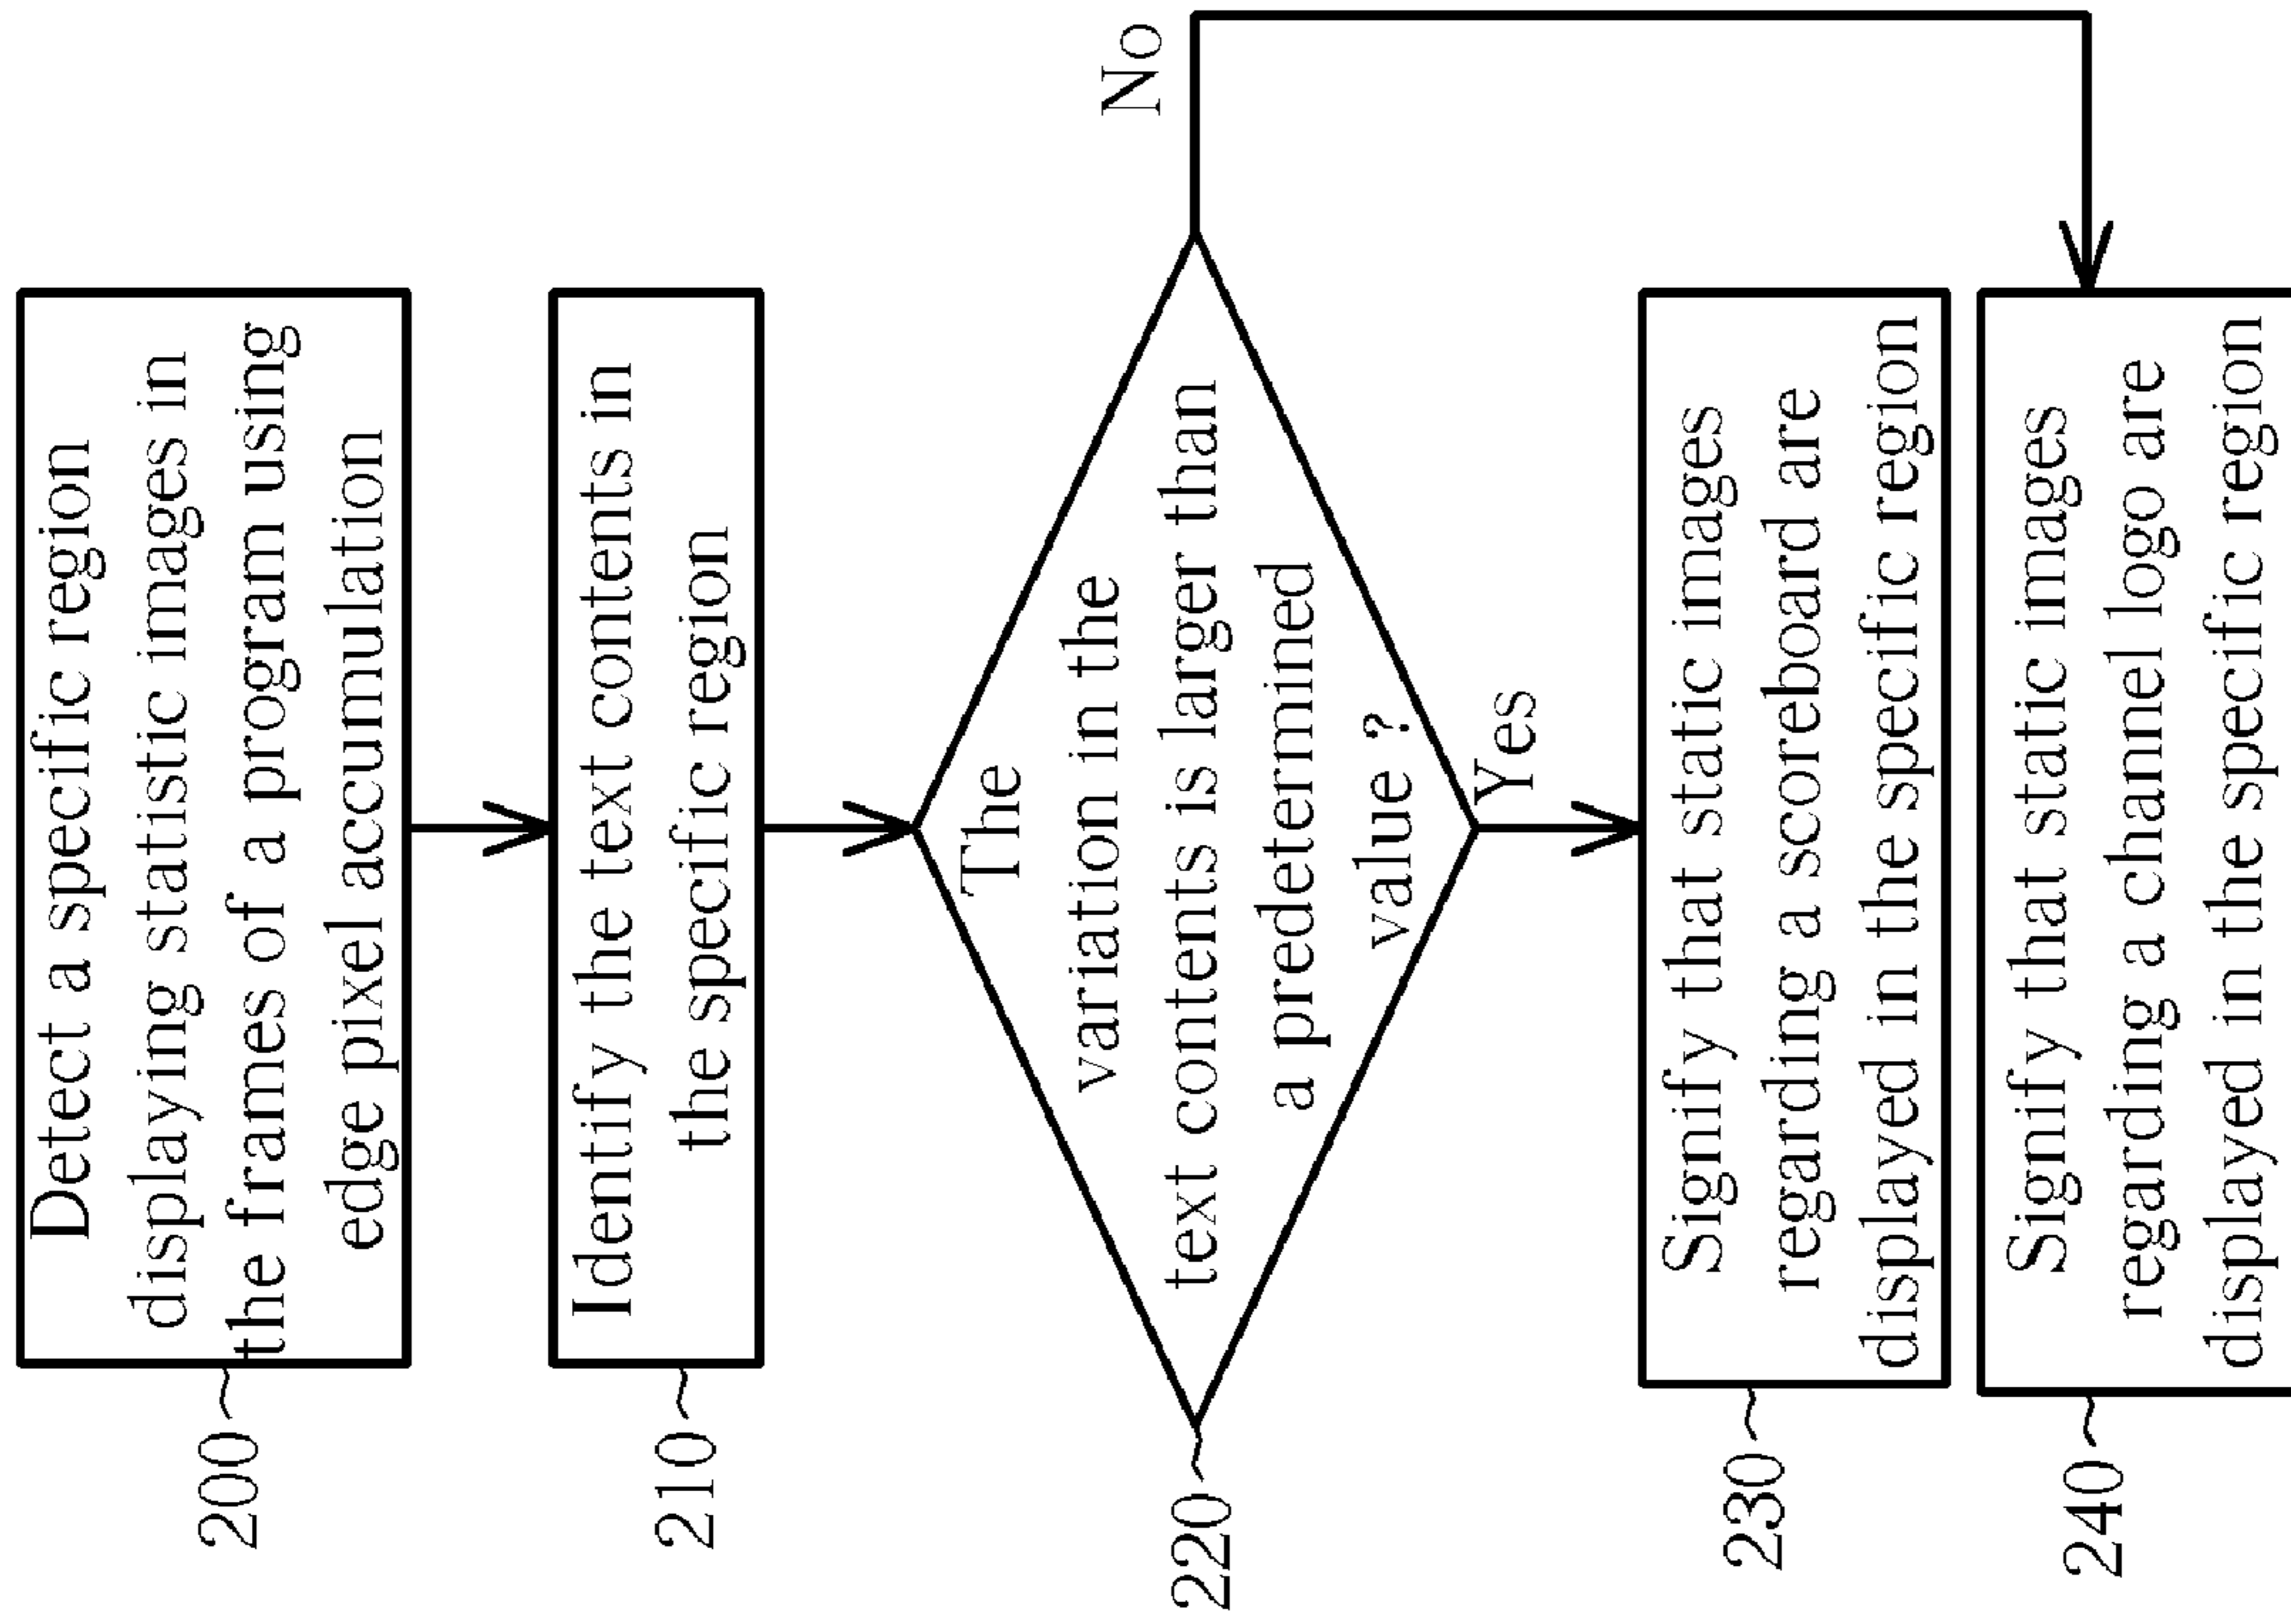 Detect a specific region
displaying statistic images in
the frames of a program using
edge pixel accumulation
200
Identify the text contents in
the specific region
210
The
variation in the
text contents is larger than
a predetermined
value ?
220
No
Yes
Signify that static images
regarding a scoreboard are
displayed in the specific region
230
Signify that static images
regarding a channel logo are
displayed in the specific region
240